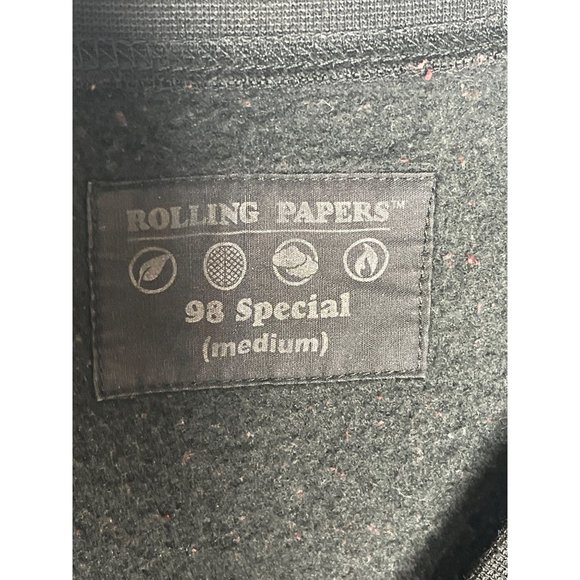 ROLLING PAPERS™
98 Special
(medium)